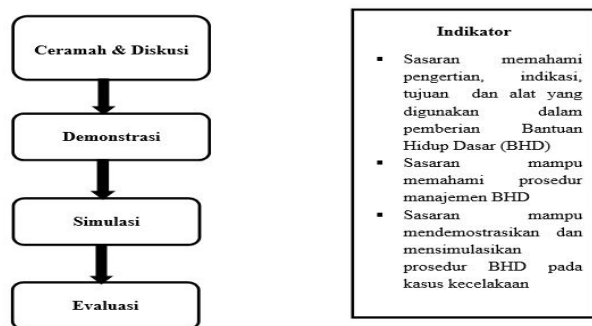 Ceramah & Diskusi
Demonstrasi
Simulasi
Evaluasi
Indikator
▪ Sasaran memahami
pengertian, indikasi,
tujuan dan alat yang
digunakan dalam
pemberian Bantuan
Hidup Dasar (BHD)
▪ Sasaran mampu
memahami prosedur
manajemen BHD
▪ Sasaran mampu
mendemostrasikan dan
mensimulasikan
prosedur BHD pada
kasus kecelakaan